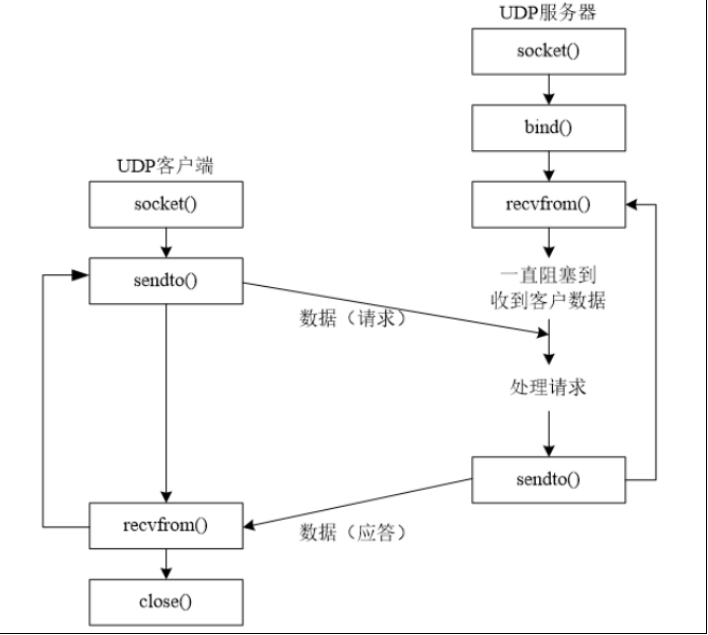 UDP服务器
socket()
bind()
recvfrom()
一直阻塞到
收到客户数据
处理请求
sendto()
UDP客户端
socket()
sendto()
数据（请求）
recvfrom()
数据（应答）
close()